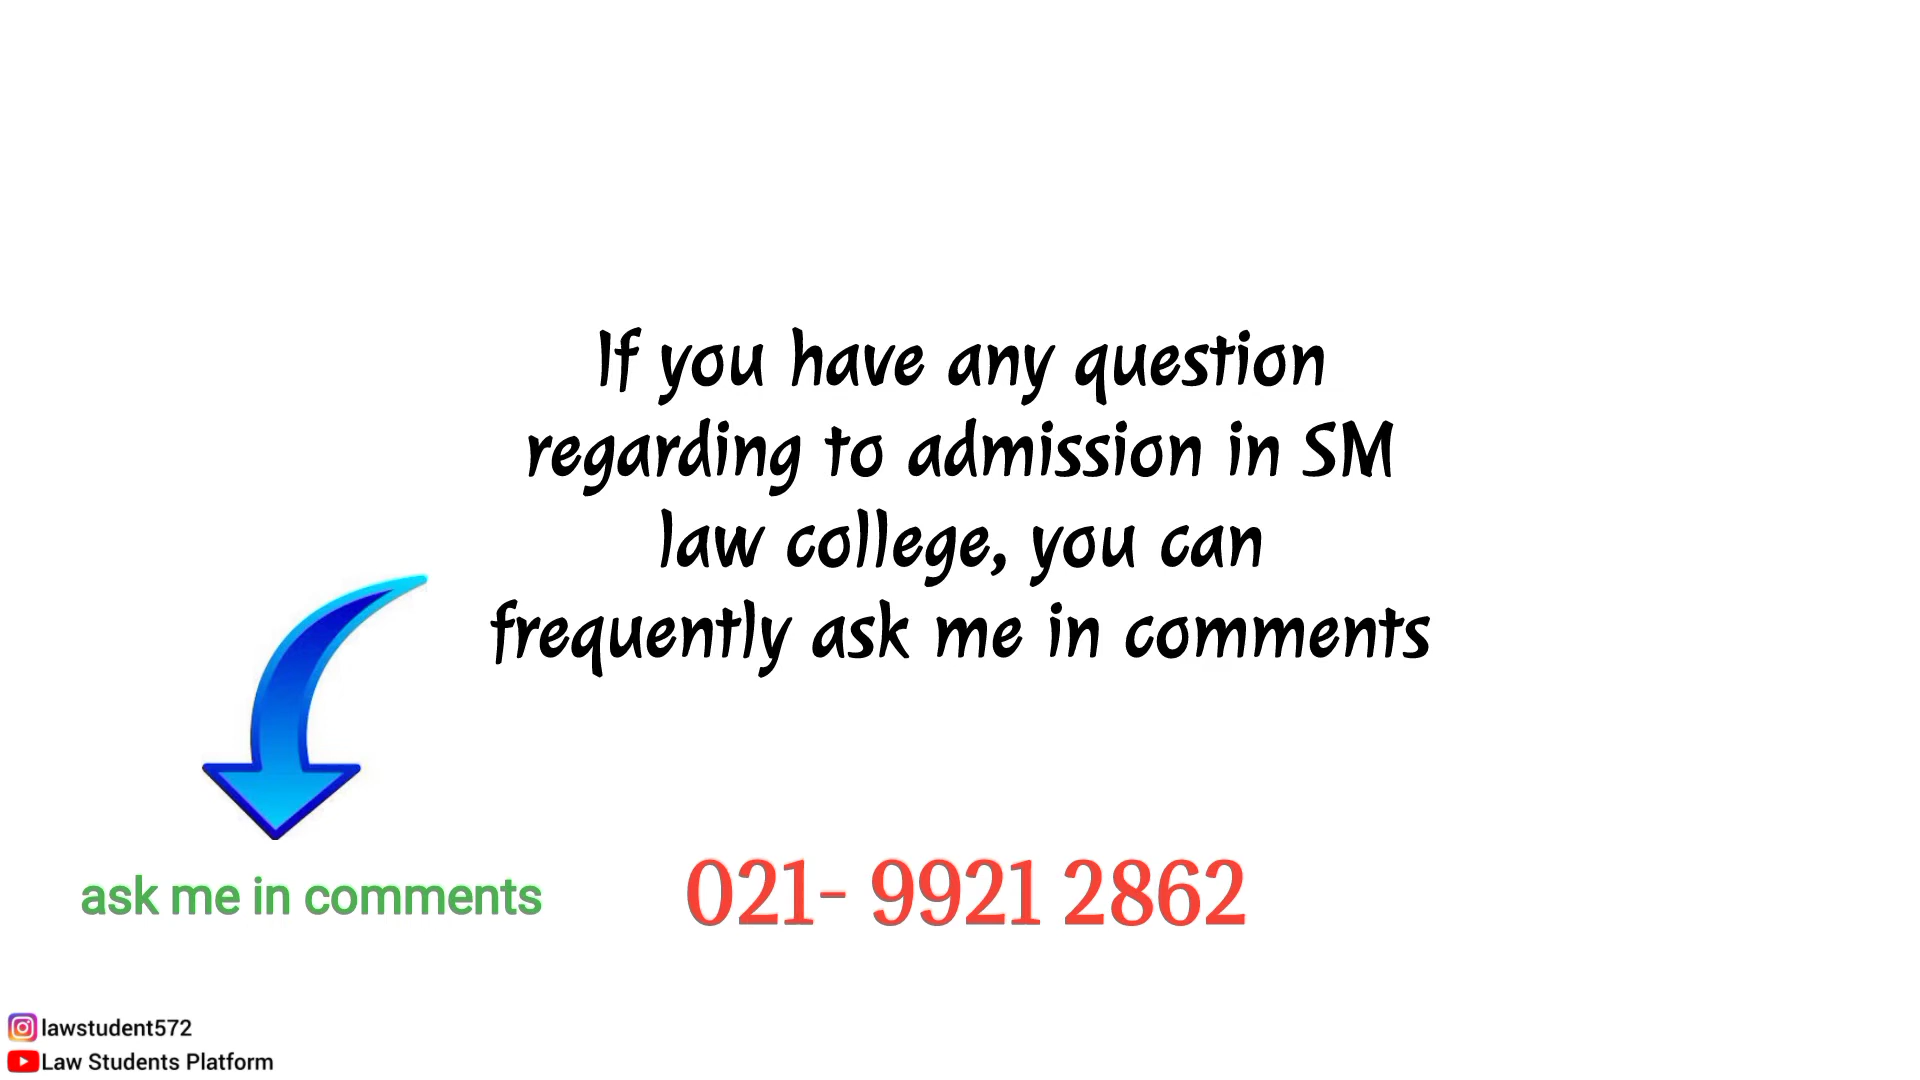 If you have any question
regarding to admission in SM
law college, you can
frequently ask me in comments
ask me in comments
021- 9921 2862
lawstudent572
Law Students Platform